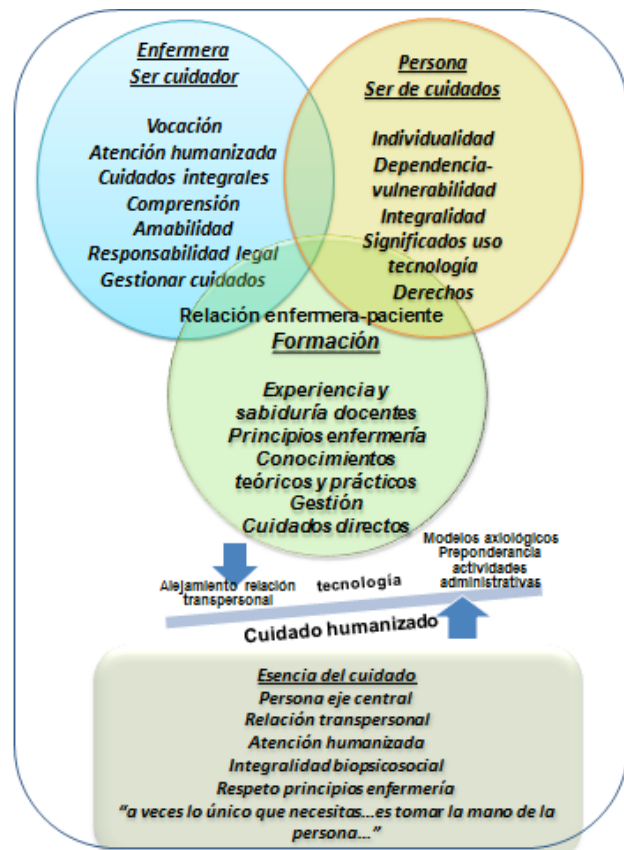 Enfermera
Ser cuidador
Vocación
Atención humanizada
Cuidados integrales
Comprensión
Amabilidad
Responsabilidad legal
Gestionar cuidados
Persona
Ser de cuidados
Individualidad
Dependencia-
vulnerabilidad
Integralidad
Significados uso
tecnología
Derechos
Relación enfermera-paciente
Formación
Experiencia y
sabiduría docentes
Principios enfermería
Conocimientos
teóricos y prácticos
Gestión
Cuidados directos
Alejamiento relación
transpersonal
tecnología
Modelos axiológicos
Preponderancia
actividades
administrativas
Cuidado humanizado
Esencia del cuidado
Persona eje central
Relación transpersonal
Atención humanizada
Integralidad biopsicosocial
Respeto principios enfermería
“a veces lo único que necesitas...es tomar la mano de la
persona...”